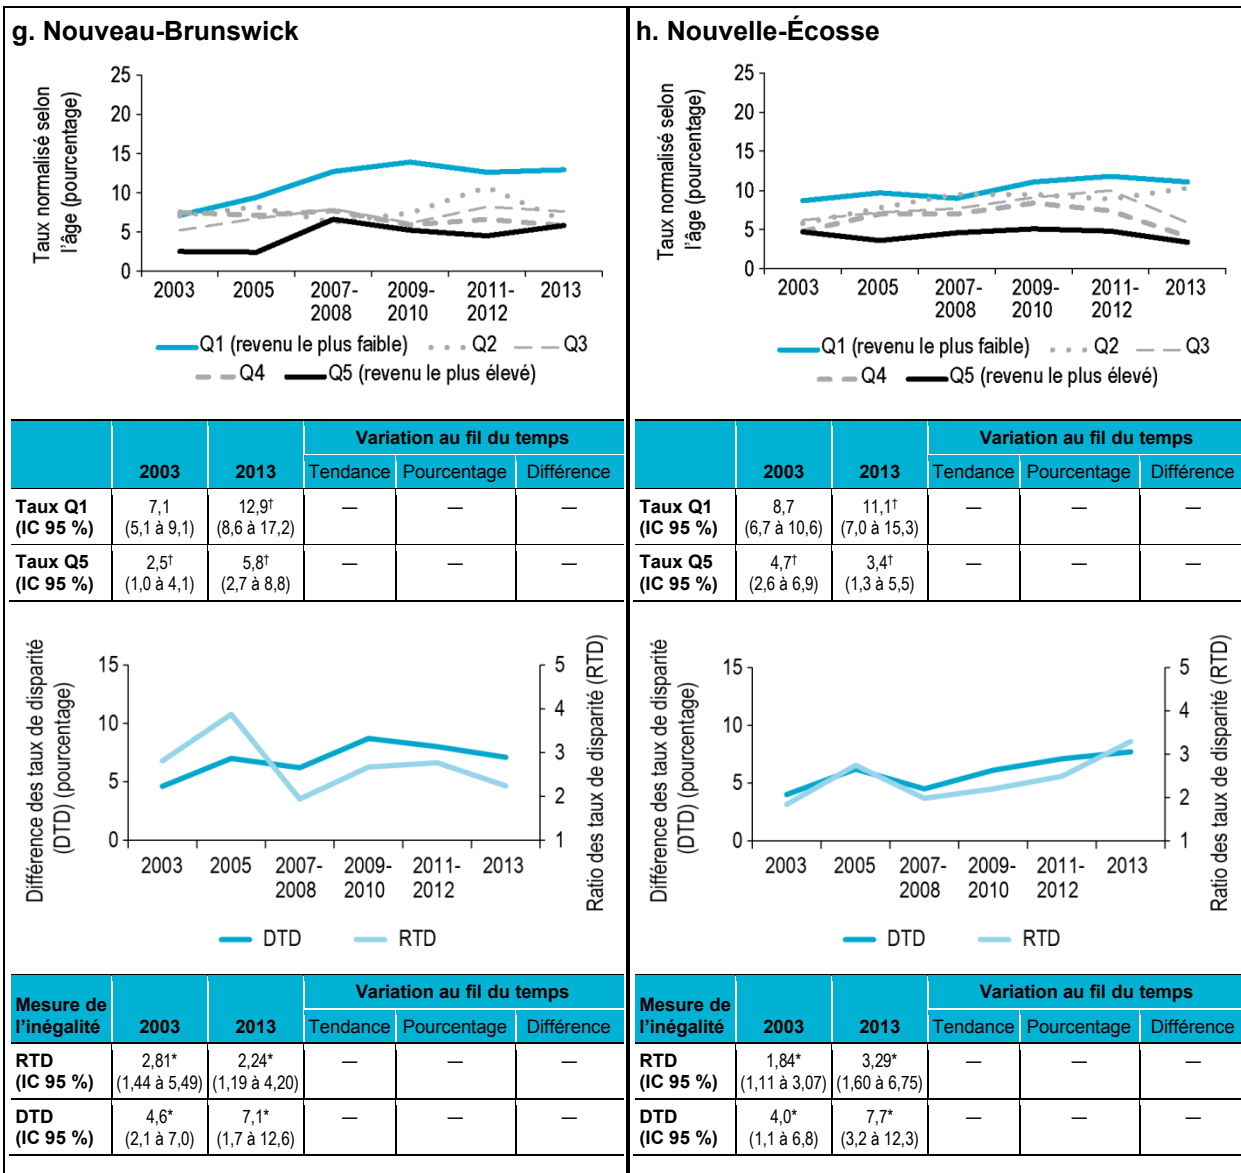 g. Nouveau-Brunswick
Taux normalisé selon
l'âge (pourcentage)
25
20
15
10
5
0
2003 2005 2007- 2009- 2011- 2013
2008 2010 2012
Q1 (revenu le plus faible) Q2 Q3
Q4 Q5 (revenu le plus élevé)
Variation au fil du temps
2003 2013 Tendance Pourcentage Différence
Taux Q1 7,1 12,9† — — —
(IC 95 %) (5,1 à 9,1) (8,6 à 17,2)
Taux Q5 2,5† 5,8† — — —
(IC 95 %) (1,0 à 4,1) (2,7 à 8,8)
Différence des taux de disparité
(DTD) (pourcentage)
15
10
5
0
5
4
3
2
1
Ratio des taux de disparité (RTD)
2003 2005 2007- 2009- 2011- 2013
2008 2010 2012
DTD RTD
Variation au fil du temps
Mesure de
l'inégalité 2003 2013 Tendance Pourcentage Différence
RTD 2,81* 2,24* — — —
(IC 95 %) (1,44 à 5,49) (1,19 à 4,20)
DTD 4,6* 7,1* — — —
(IC 95 %) (2,1 à 7,0) (1,7 à 12,6)
h. Nouvelle-Écosse
Taux normalisé selon
l'âge (pourcentage)
25
20
15
10
5
0
2003 2005 2007- 2009- 2011- 2013
2008 2010 2012
Q1 (revenu le plus faible) Q2 Q3
Q4 Q5 (revenu le plus élevé)
Variation au fil du temps
2003 2013 Tendance Pourcentage Différence
Taux Q1 8,7 11,1† — — —
(IC 95 %) (6,7 à 10,6) (7,0 à 15,3)
Taux Q5 4,7† 3,4† — — —
(IC 95 %) (2,6 à 6,9) (1,3 à 5,5)
Différence des taux de disparité
(DTD) (pourcentage)
15
10
5
0
5
4
3
2
1
Ratio des taux de disparité (RTD)
2003 2005 2007- 2009- 2011- 2013
2008 2010 2012
DTD RTD
Variation au fil du temps
Mesure de
l'inégalité 2003 2013 Tendance Pourcentage Différence
RTD 1,84* 3,29* — — —
(IC 95 %) (1,11 à 3,07) (1,60 à 6,75)
DTD 4,0* 7,7* — — —
(IC 95 %) (1,1 à 6,8) (3,2 à 12,3)